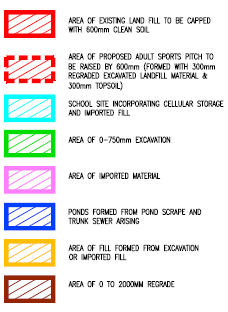 AREA OF EXISTING LAND FILL TO BE CAPPED
WITH 600mm CLEAN SOIL
AREA OF PROPOSED ADULT SPORTS PITCH TO
BE RAISED BY 600mm (FORMED WITH 300mm
REGRADED EXCAVATED LANDFILL MATERIAL &
300mm TOPSOIL)
SCHOOL SITE INCORPORATING CELLULAR STORAGE
AND IMPORTED FILL
AREA OF 0-750mm EXCAVATION
AREA OF IMPORTED MATERIAL
PONDS FORMED FROM POND SCRAPE AND
TRUNK SEWER ARISING
AREA OF FILL FORMED FROM EXCAVATION
OR IMPORTED FILL
AREA OF 0 TO 2000MM REGRADE